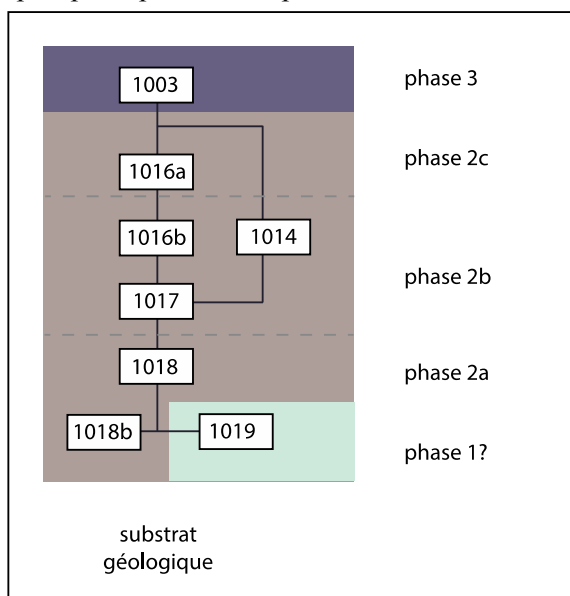 1003
phase 3
1016a
phase 2c
1016b
1014
1017
phase 2b
1018
phase 2a
1018b
1019
phase 1?
substrat
géologique